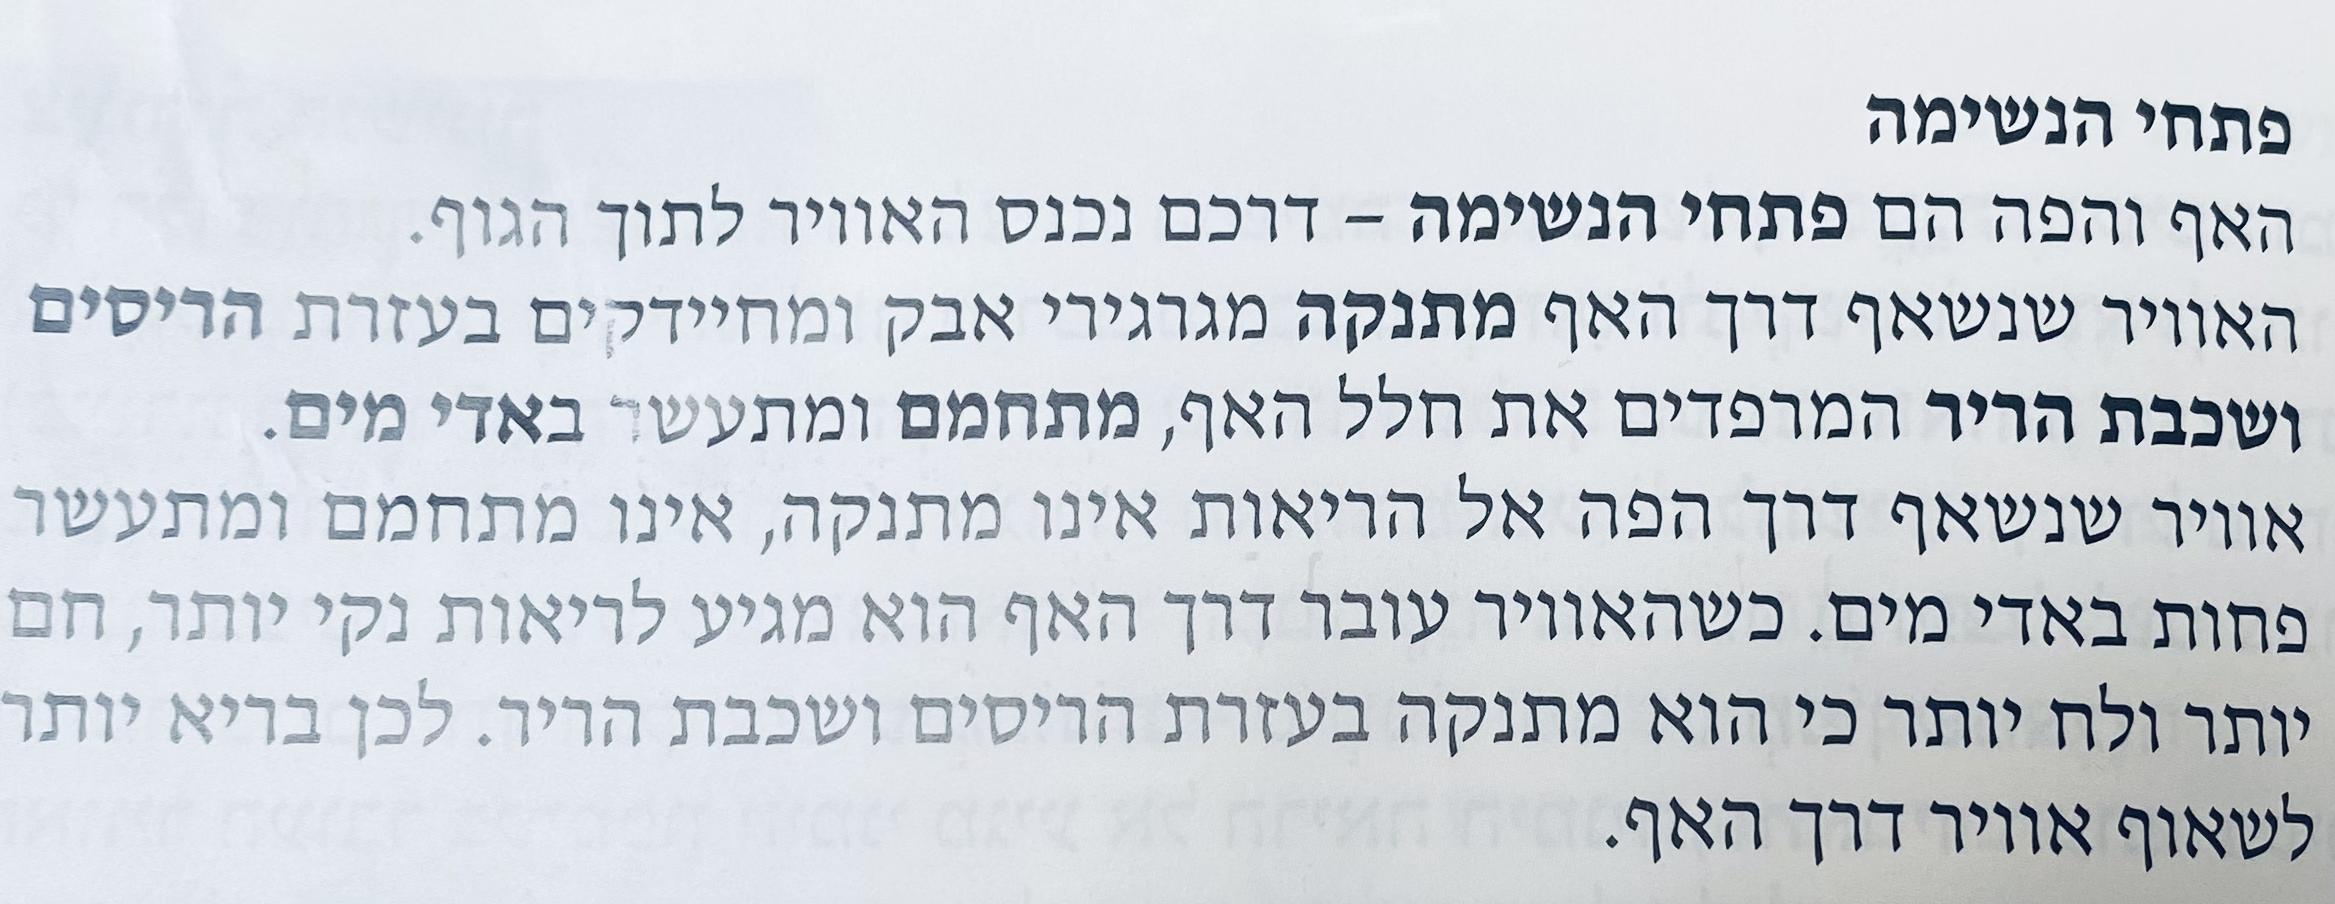 פתחי הנשימה
האף והפה הם פתחי הנשימה – דרכם נכנס האוויר לתוך הגוף.
האוויר שנשאף דרך האף מתנקה מגרגירי אבק ומחיידקים בעזרת הריסים
ושכבת הריר המרפדים את חלל האף, מתחמם ומתעשר באדי מים.
אוויר שנשאף דרך הפה אל הריאות אינו מתנקה, אינו מתחמם ומתעשר
פחות באדי מים. כשהאוויר עובר דרך האף הוא מגיע לריאות נקי יותר, חם
יותר ולח יותר כי הוא מתנקה בעזרת הריסים ושכבת הריר. לכן בריא יותר
לשאוף אוויר דרך האף.